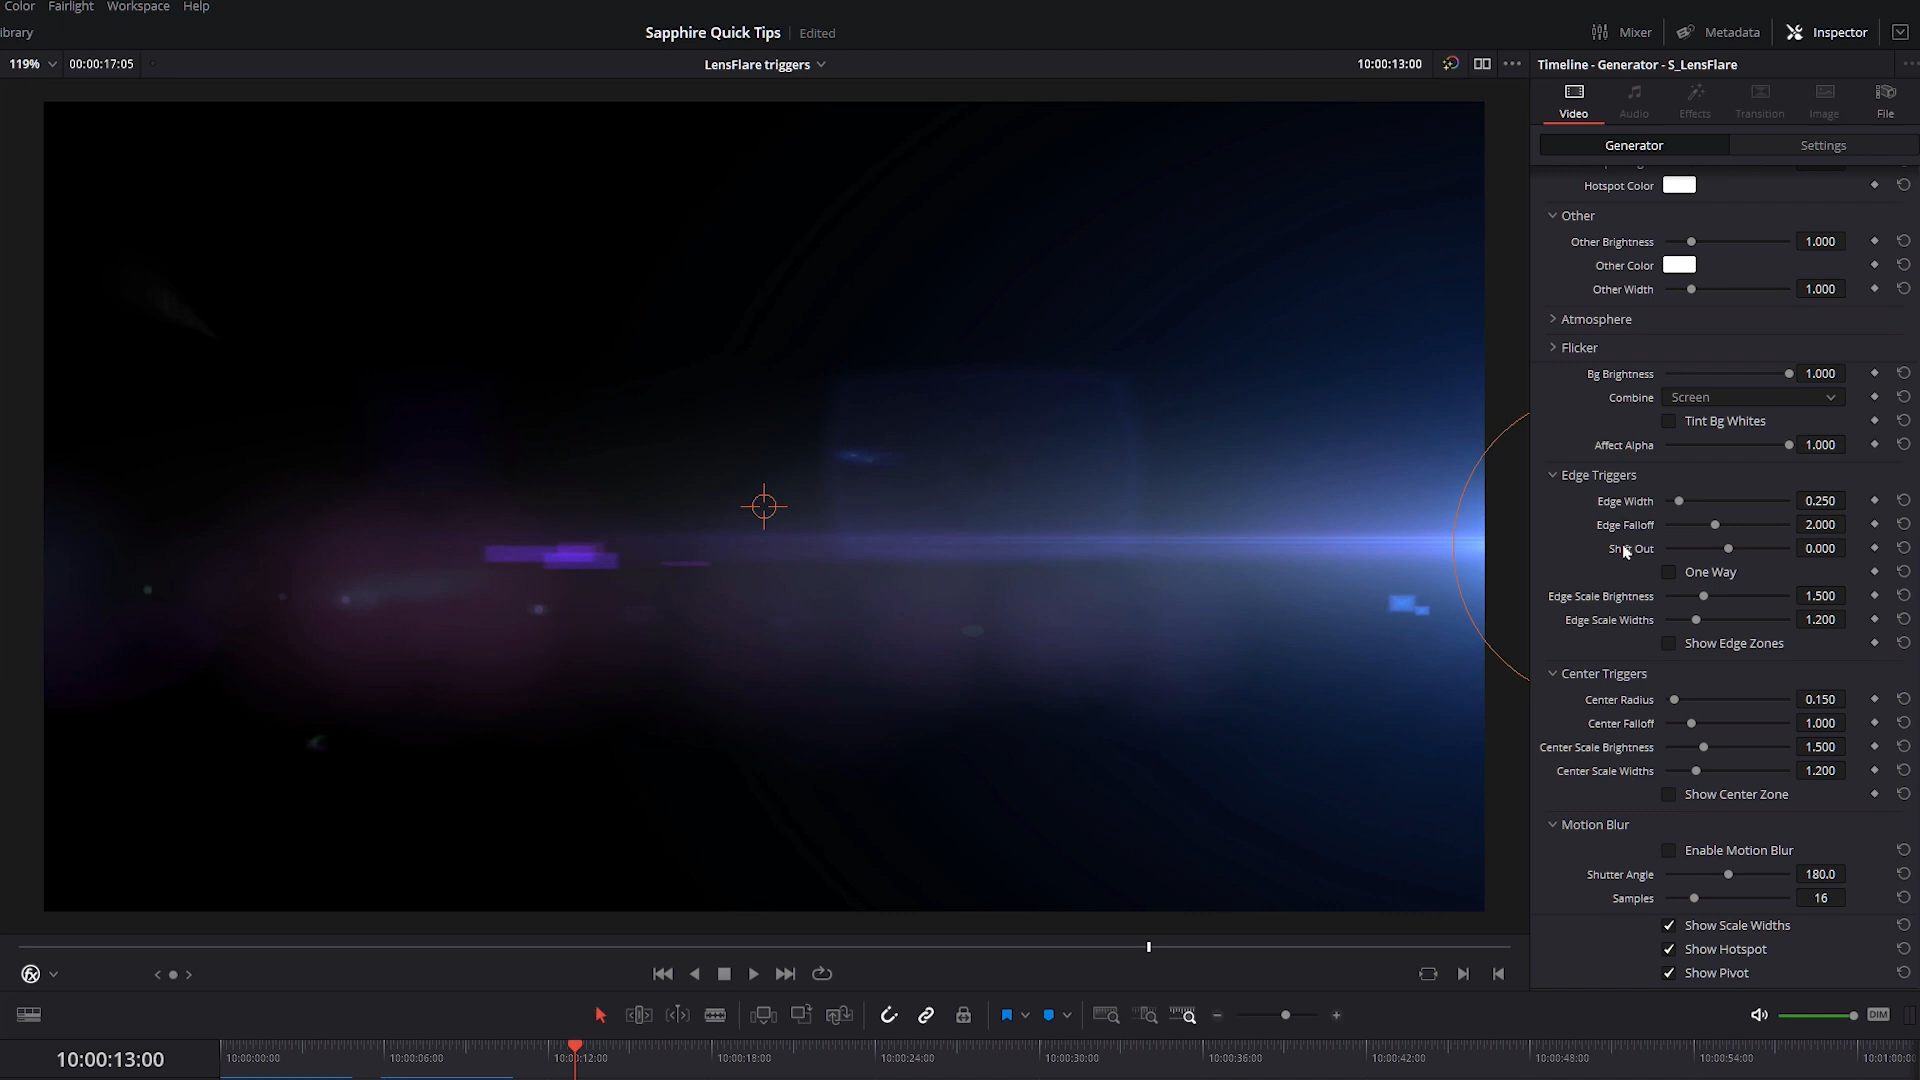 Color Fairlight Workspace Help
ibrary
Sapphire Quick Tips Edited
Mixer Metadata Inspector
119% 00:00:17:05 LensFlare triggers 10:00:13:00
Timeline - Generator - S_LensFlare
Video Audio Effects Transition Image File
Generator Settings
Hotspot Color
Other
Other Brightness 1.000
Other Color
Other Width 1.000
Atmosphere
Flicker
Bg Brightness 1.000
Combine Screen
Tint Bg Whites
Affect Alpha 1.000
Edge Triggers
Edge Width 0.250
Edge Falloff 2.000
Shift Out 0.000
One Way
Edge Scale Brightness 1.500
Edge Scale Widths 1.200
Show Edge Zones
Center Triggers
Center Radius 0.150
Center Falloff 1.000
Center Scale Brightness 1.500
Center Scale Widths 1.200
Show Center Zone
Motion Blur
Enable Motion Blur
Shutter Angle 180.0
Samples 16
Show Scale Widths
Show Hotspot
Show Pivot
fx
DIM
10:00:13:00
10:00:00:00 10:00:06:00 10:00:12:00 10:00:18:00 10:00:24:00 10:00:30:00 10:00:36:00 10:00:42:00 10:00:48:00 10:00:54:00 10:01:00:00